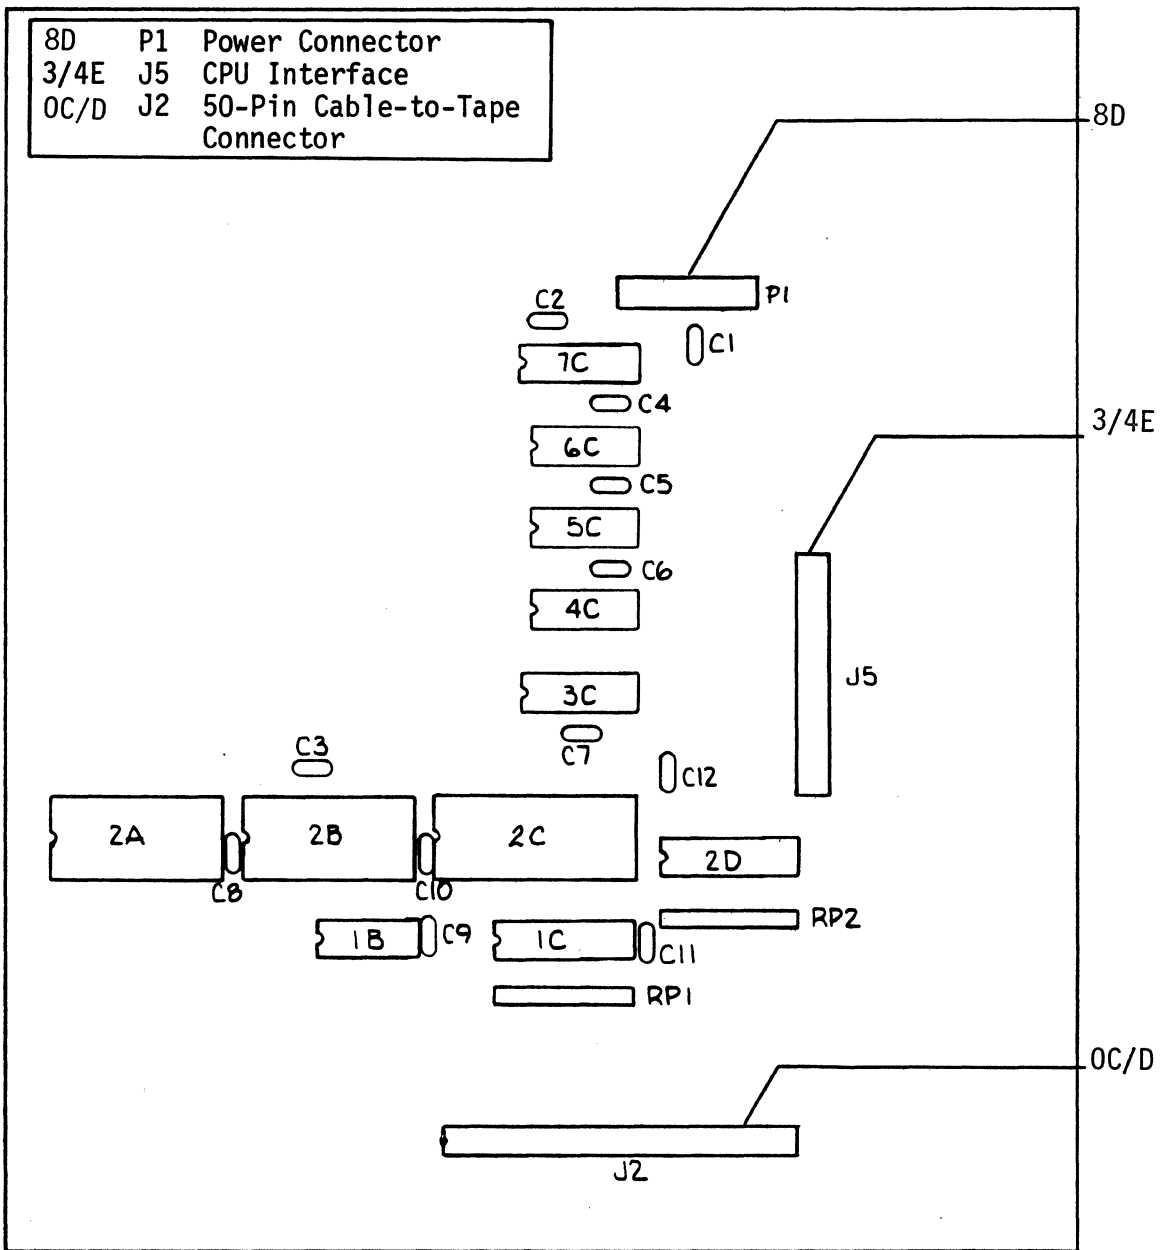 8D P1 Power Connector
3/4E J5 CPU Interface
0C/D J2 50-Pin Cable-to-Tape
Connector
8D
P1
C2
C1
7C
C4
3/4E
6C
C5
5C
C6
4C
J5
3C
C7
C3
C12
2A
2B
2C
2D
C8
C10
RP2
1B
C9
1C
C11
RP1
0C/D
J2